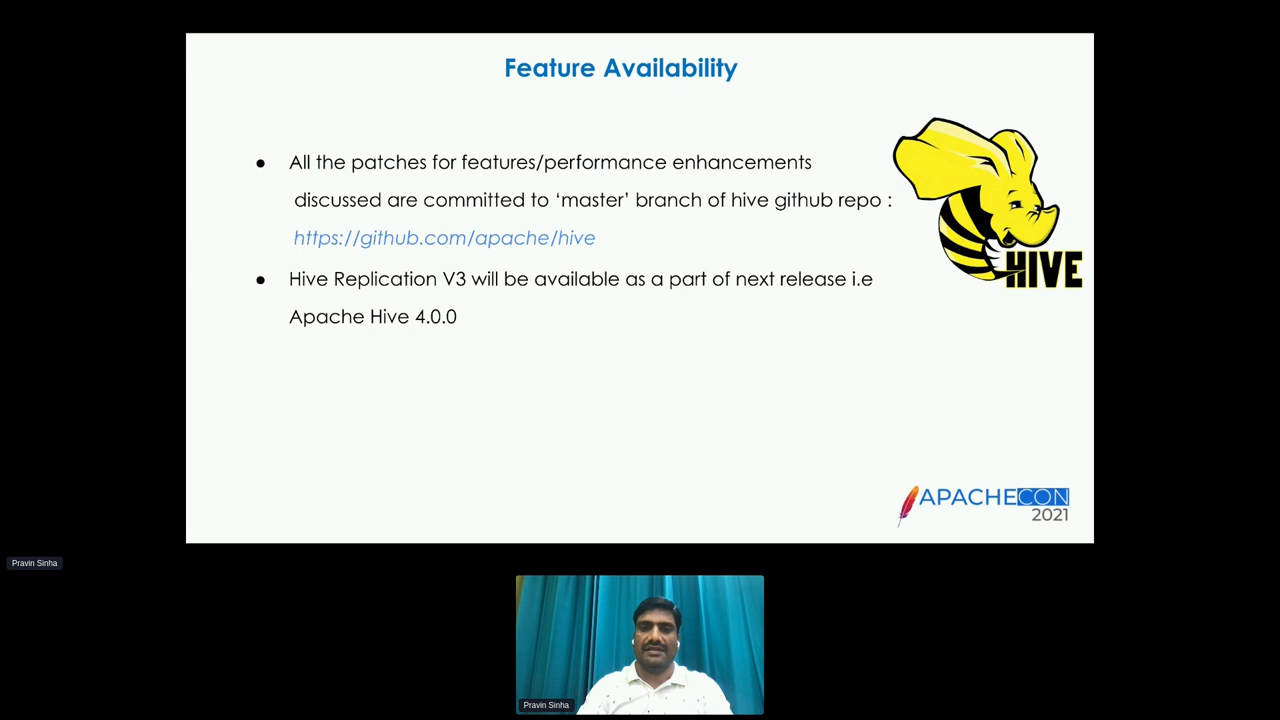 Feature Availability
● All the patches for features/performance enhancements
discussed are committed to ‘master’ branch of hive github repo :
https://github.com/apache/hive
● Hive Replication V3 will be available as a part of next release i.e
Apache Hive 4.0.0
HIVE
APACHECON
2021
Pravin Sinha
Pravin Sinha